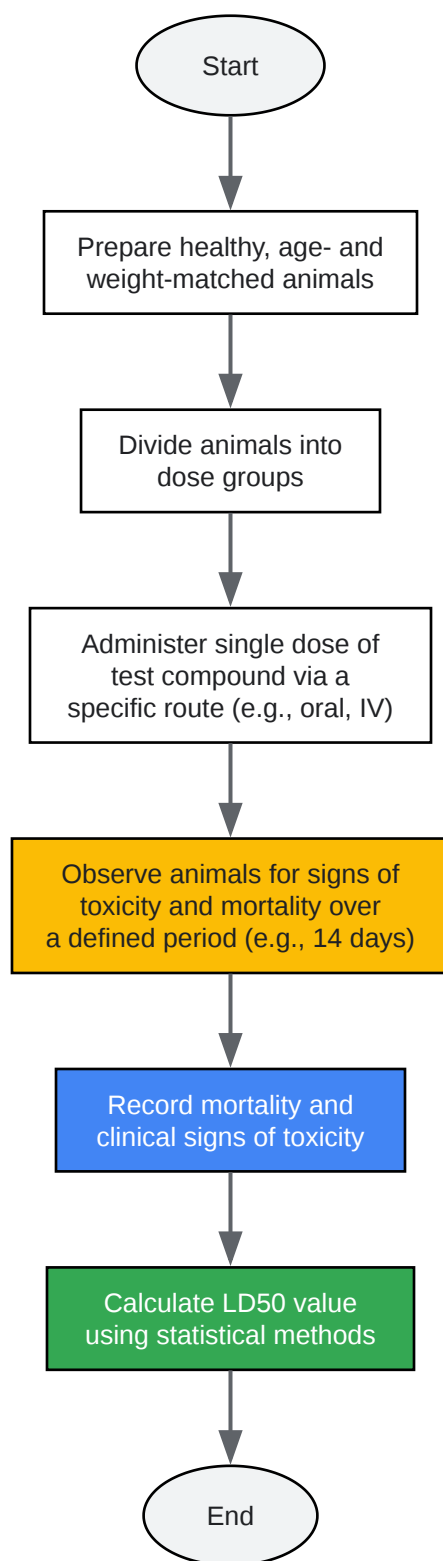 Start
Prepare healthy, age- and
weight-matched animals
Divide animals into
dose groups
Administer single dose of
test compound via a
specific route (e.g., oral, IV)
Observe animals for signs of
toxicity and mortality over
a defined period (e.g., 14 days)
Record mortality and
clinical signs of toxicity
Calculate LD50 value
using statistical methods
End